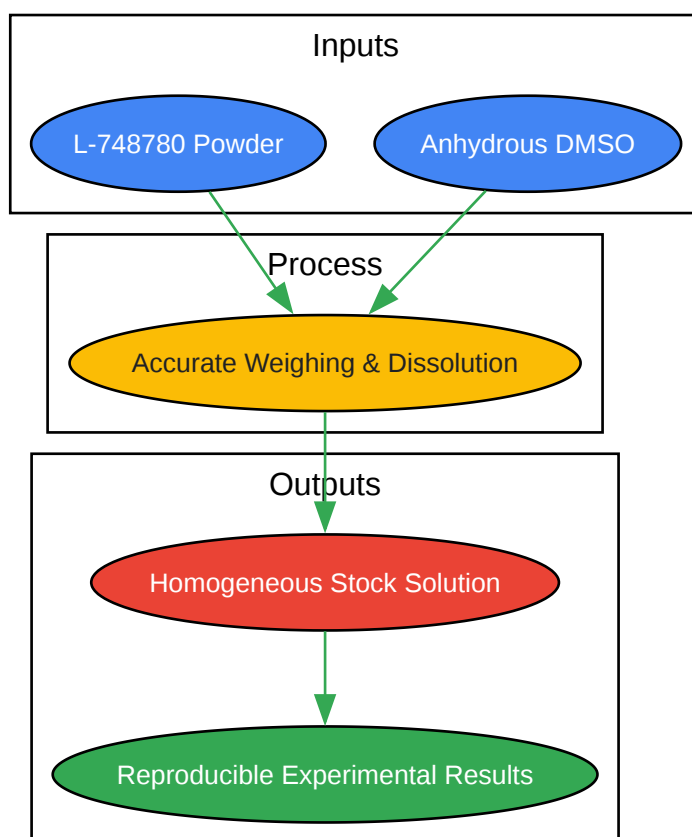 Inputs
L-748780 Powder
Anhydrous DMSO
Process
Accurate Weighing & Dissolution
Outputs
Homogeneous Stock Solution
Reproducible Experimental Results